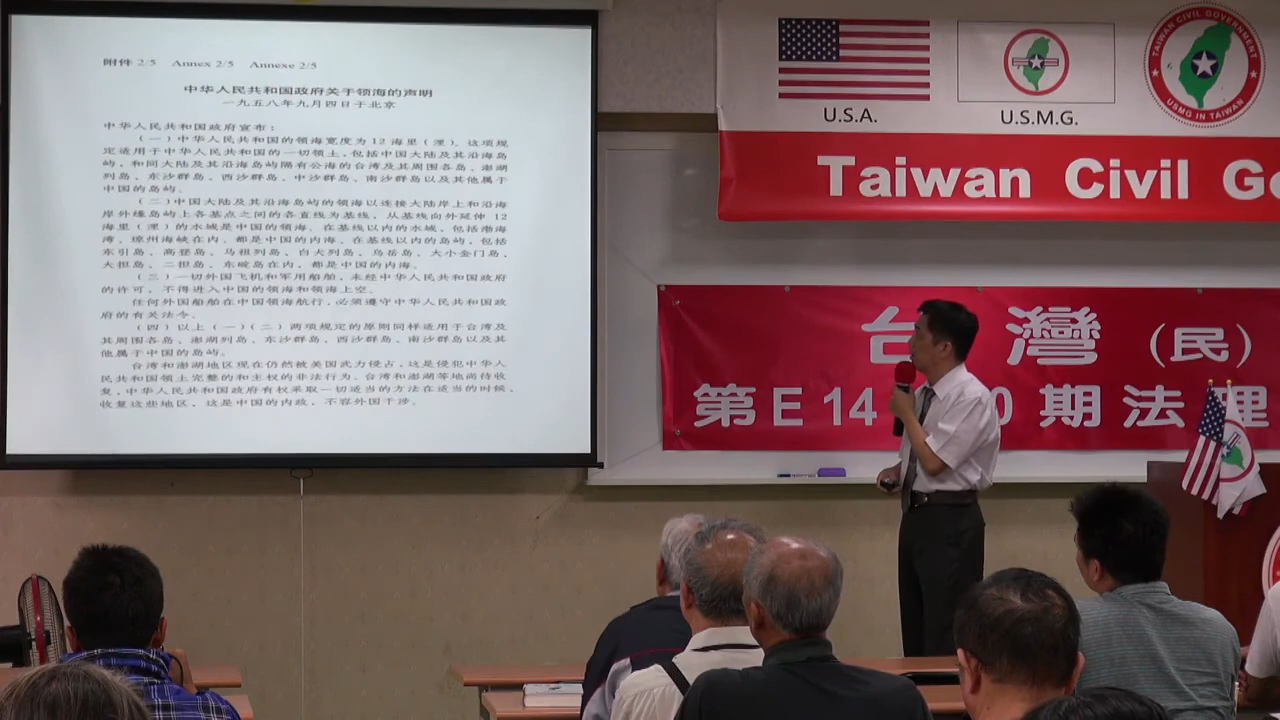 附件 2/5 Annex 2/5 Annexe 2/5
中华人民共和国政府关于领海的声明
一九五八年九月四日于北京
中华人民共和国政府宣布：
（一）中华人民共和国的领海宽度为 12 海里（浬）。这项规
定适用于中华人民共和国的一切领土，包括中国大陆及其沿海岛
屿，和同大陆及其沿海岛屿隔有公海的台湾及其周围各岛、澎湖
列岛、东沙群岛、西沙群岛、中沙群岛、南沙群岛以及其他属于
中国的岛屿。
（二）中国大陆及其沿海岛屿的领海以连接大陆岸上和沿海
岸外缘岛屿上各基点之间的各直线为基线，从基线向外延伸 12
海里（浬）的水域是中国的领海。在基线以内的水域，包括渤海
湾、琼州海峡在内、都是中国的内海、在基线以内的岛屿，包括
东引岛、高登岛、马祖列岛、白犬列岛、乌岳岛、大小金门岛、
大担岛、二担岛、东碇岛在内，都是中国的内海。
（三）一切外国飞机和军用船舶，未经中华人民共和国政府
的许可，不得进入中国的领海和领海上空。
任何外国船舶在中国领海航行，必须遵守中华人民共和国政
府的有关法令。
（四）以上（一）（二）两项规定的原则同样适用于台湾及
其周围各岛、澎湖列岛、东沙群岛、西沙群岛、南沙群岛以及其
他属于中国的岛屿。
台湾和澎湖地区现在仍然被美国武力侵占，这是侵犯中华人
民共和国领土完整的和主权的非法行为。台湾和澎湖等地尚待收
复，中华人民共和国政府有权采取一切适当的方法在适当的时候，
收复这些地区，这是中国的内政，不容外国干涉。
U.S.A.
U.S.M.G.
TAIWAN CIVIL GOVERNMENT
USMG IN TAIWAN
Taiwan Civil Go
台灣（民）
第E14 0期法理